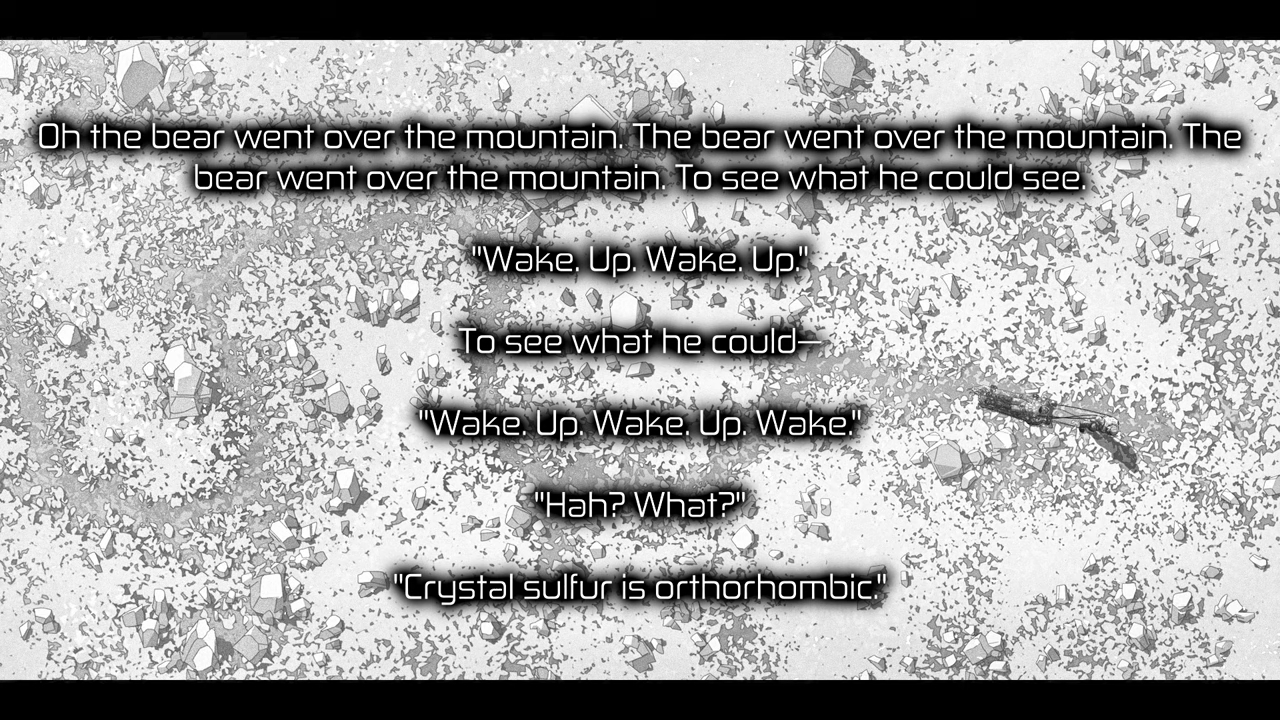 Oh the bear went over the mountain. The bear went over the mountain. The
bear went over the mountain. To see what he could see.
"Wake. Up. Wake. Up."
To see what he could—
"Wake. Up. Wake. Up. Wake."
"Hah? What?"
"Crystal sulfur is orthorhombic."